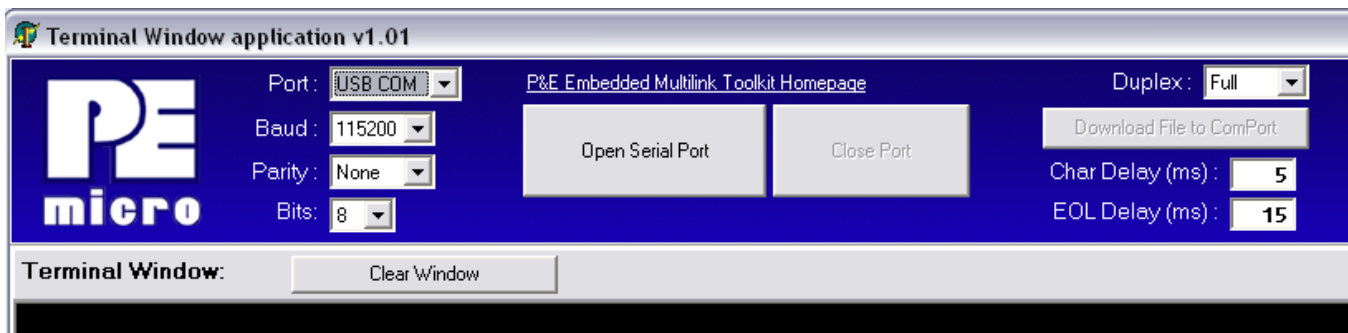 Terminal Window application v1.01
PE
micro
Port : USB COM
Baud : 115200
Parity : None
Bits: 8
P&E Embedded Multilink Toolkit Homepage
Open Serial Port
Close Port
Duplex : Full
Download File to ComPort
Char Delay (ms) : 5
EOL Delay (ms) : 15
Terminal Window:
Clear Window